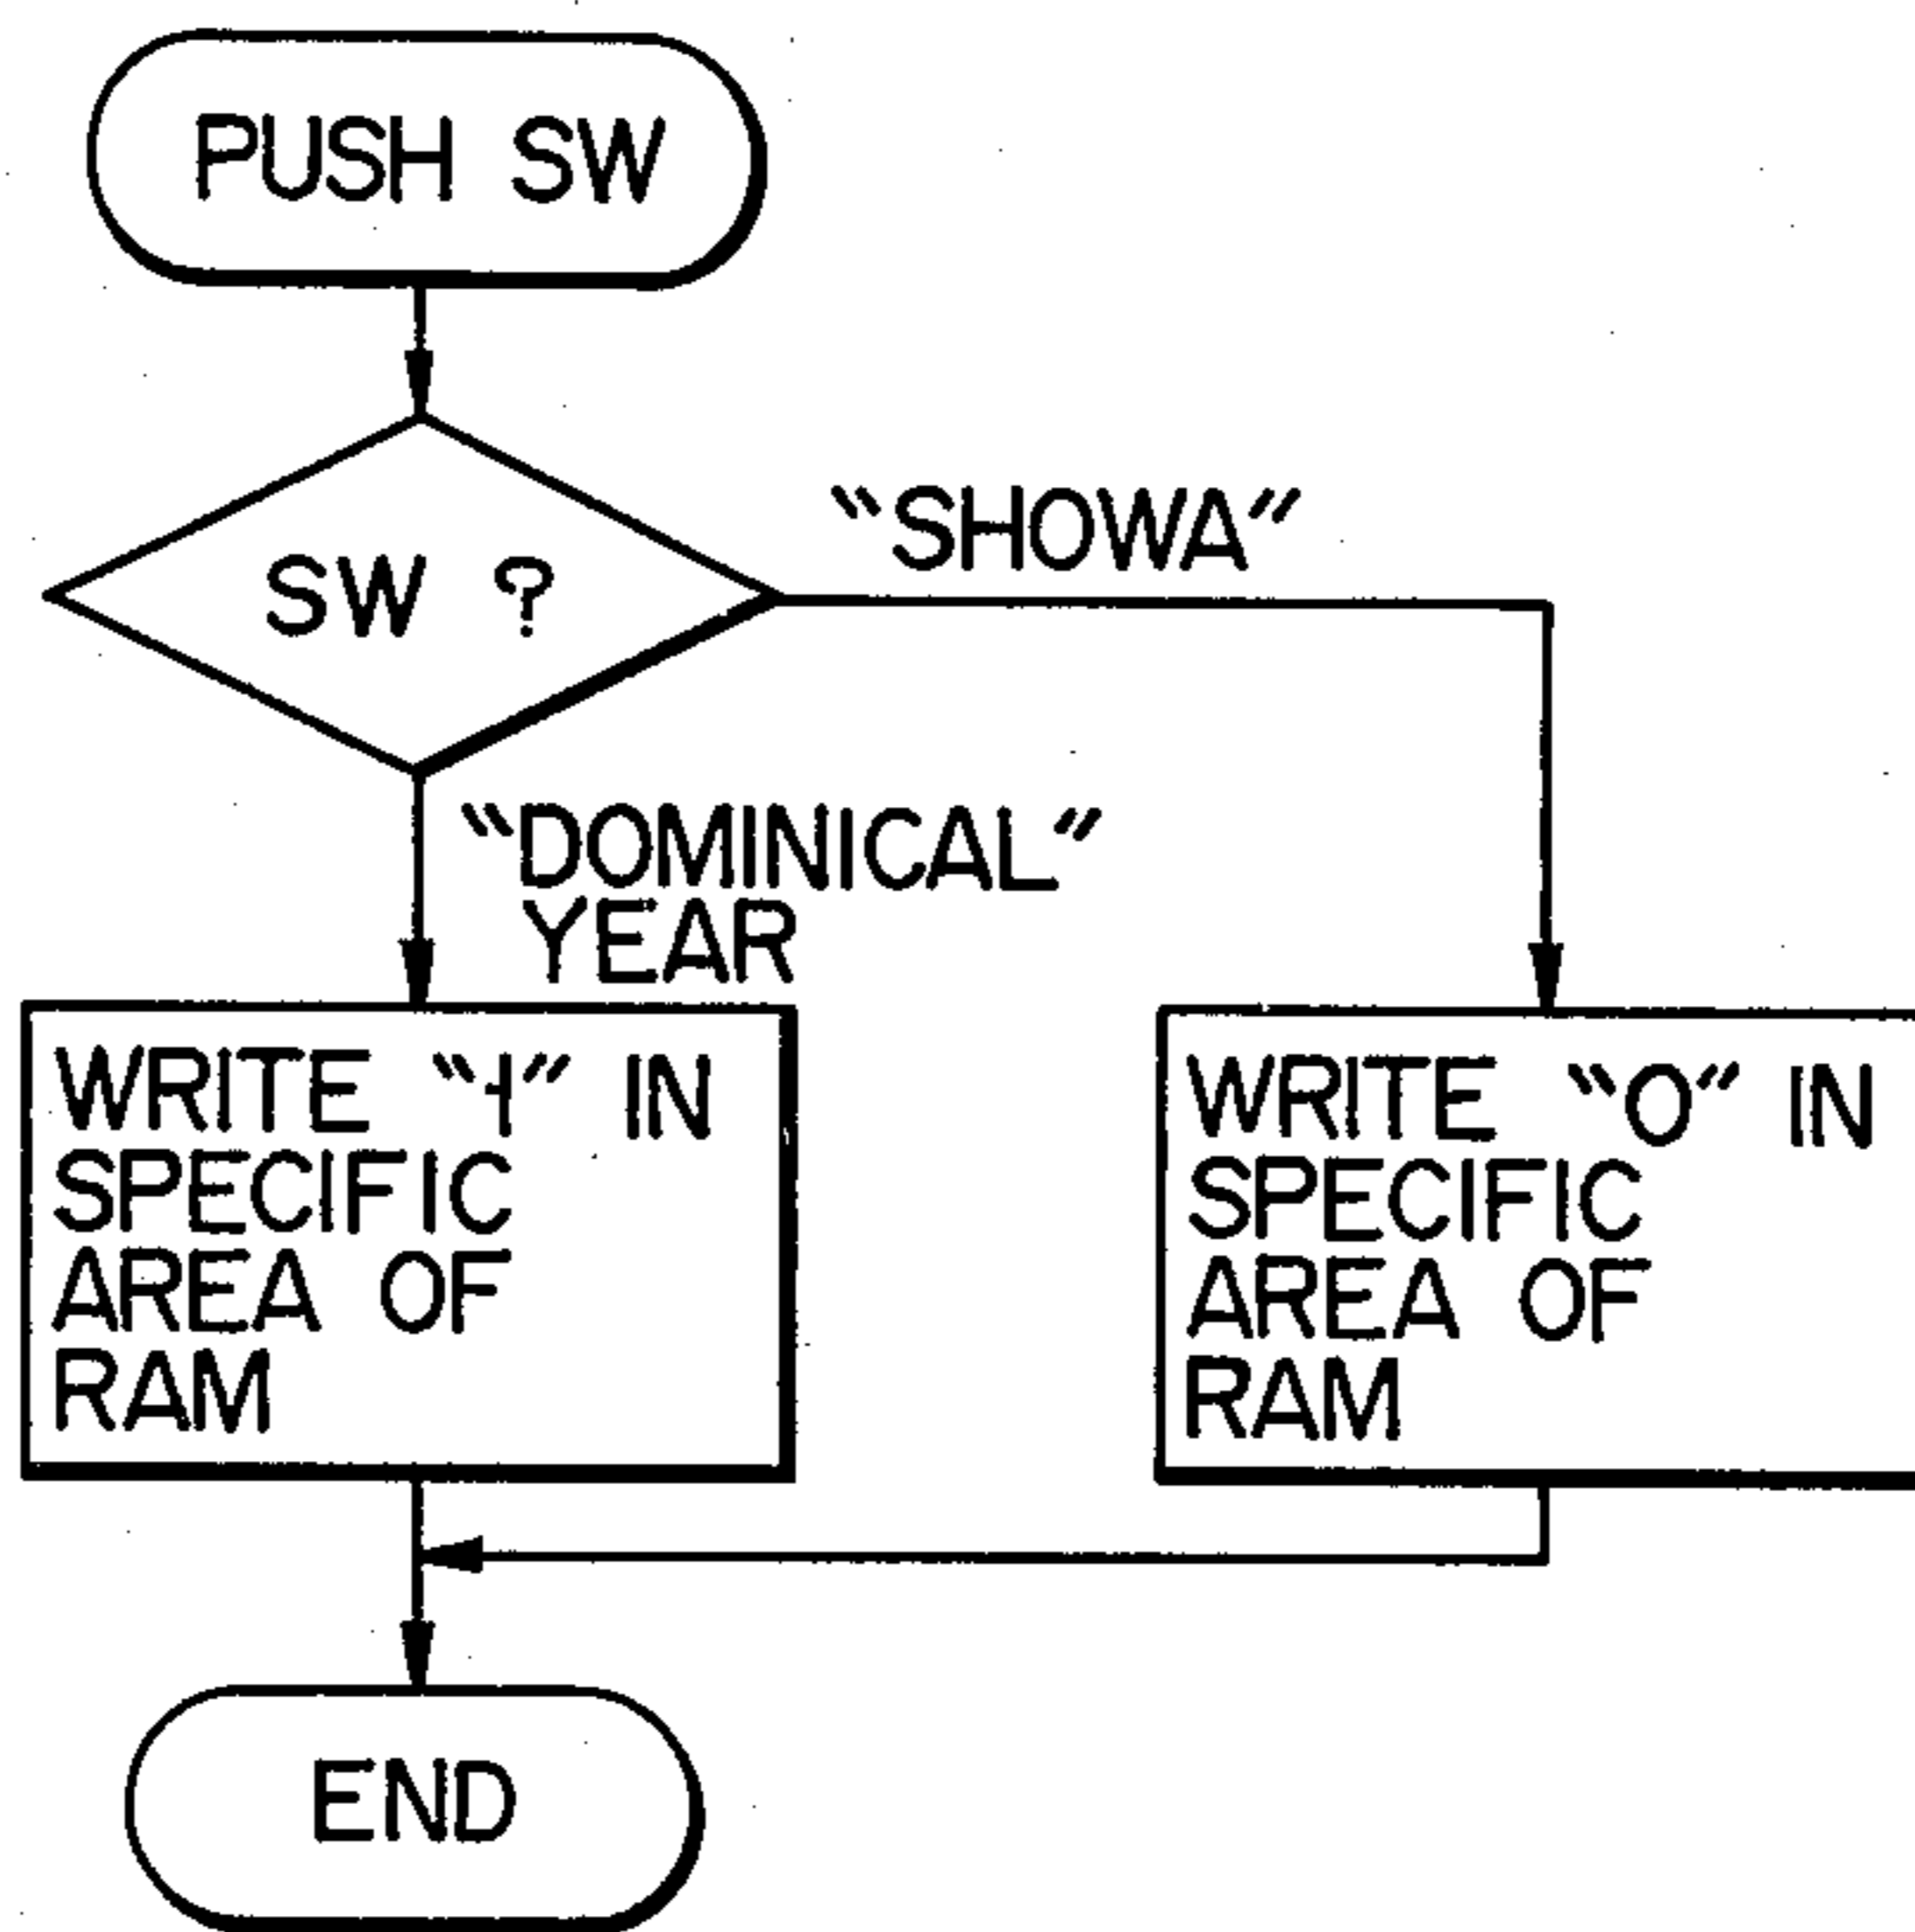 PUSH SW
SW ?
“SHOWA”
“DOMINICAL”
YEAR
WRITE “1” IN
SPECIFIC
AREA OF
RAM
WRITE “0” IN
SPECIFIC
AREA OF
RAM
END